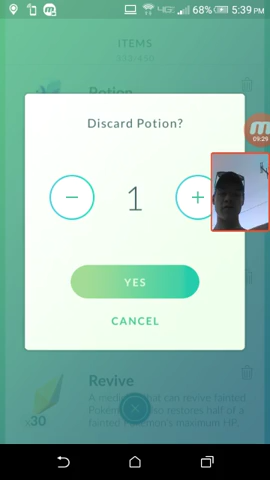 4GLTE 68% 5:39 PM
ITEMS
Potion
Discard Potion?
09:29
1
YES
CANCEL
Revive
A medicine that can revive fainted
Pokémon. It also restores half of a
fainted Pokémon's maximum HP.
x30